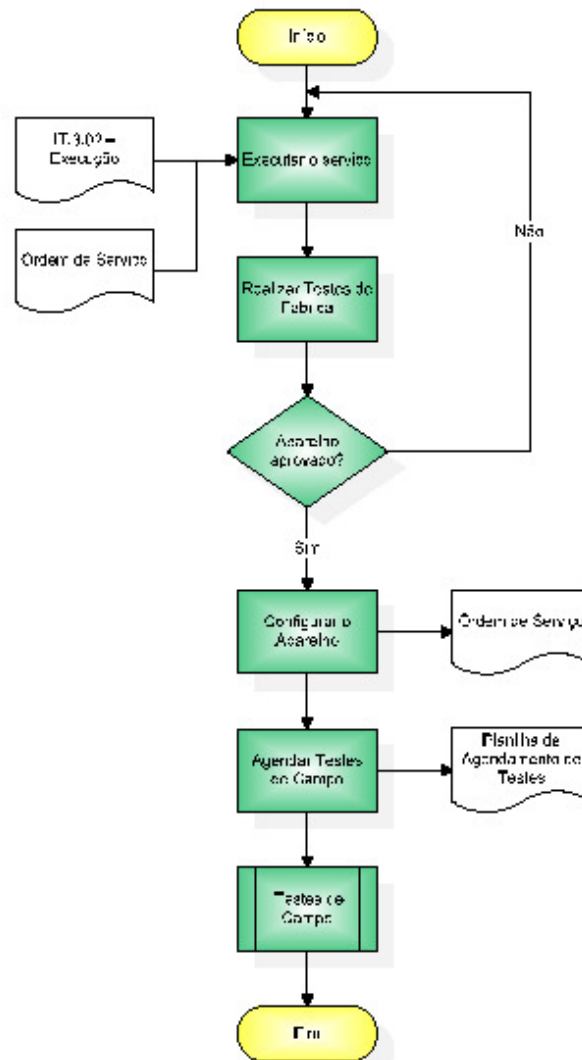 Início
IT.9.02 –
Execução
Executar o serviço
Ordem de Serviço
Não
Realizar Testes de
Fábrica
Aparelho
aprovado?
Sim
Configurar o
Aparelho
Ordem de Serviço
Agendar Testes
de Campo
Planilha de
Agendamento de
Testes
Testes de
Campo
Fim